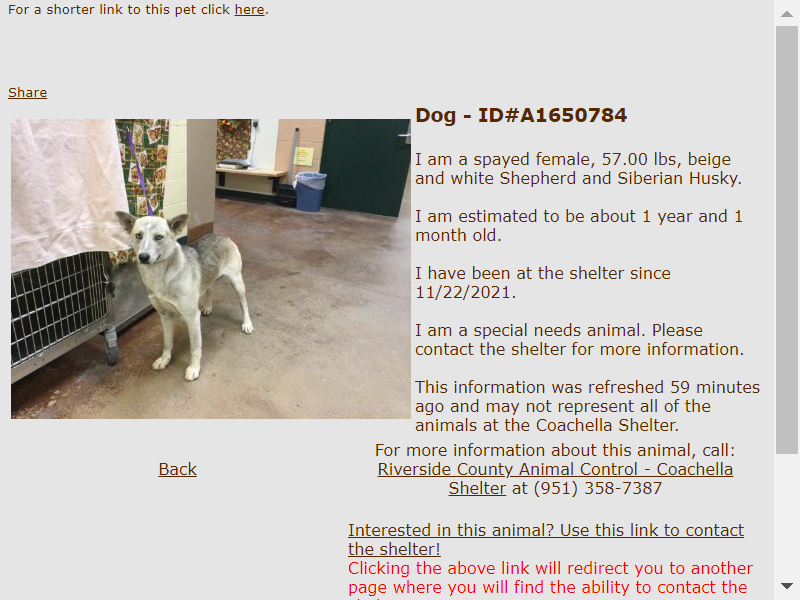 For a shorter link to this pet click here.
Share
Dog - ID#A1650784
I am a spayed female, 57.00 lbs, beige
and white Shepherd and Siberian Husky.
I am estimated to be about 1 year and 1
month old.
I have been at the shelter since
11/22/2021.
I am a special needs animal. Please
contact the shelter for more information.
This information was refreshed 59 minutes
ago and may not represent all of the
animals at the Coachella Shelter.
Back
For more information about this animal, call:
Riverside County Animal Control - Coachella
Shelter at (951) 358-7387
Interested in this animal? Use this link to contact
the shelter!
Clicking the above link will redirect you to another
page where you will find the ability to contact the